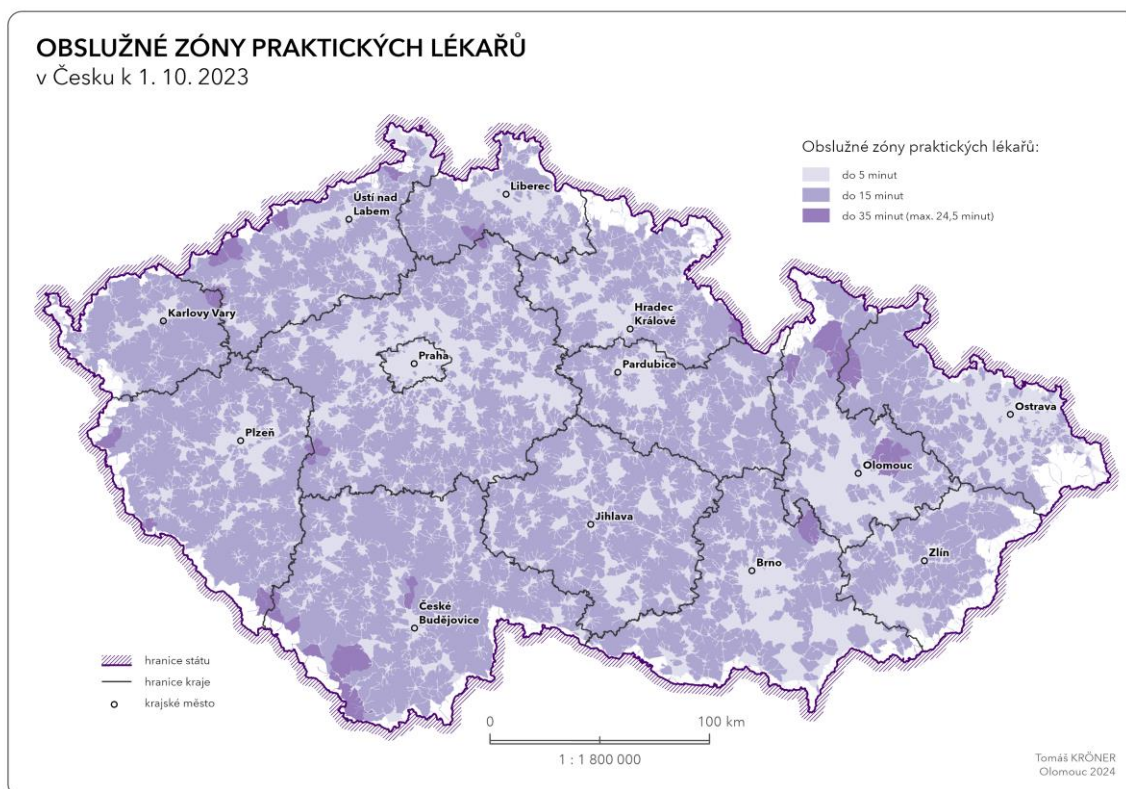 OBSLUŽNÉ ZÓNY PRAKTICKÝCH LÉKAŘŮ
v Česku k 1. 10. 2023
Obslužné zóny praktických lékařů:
do 5 minut
do 15 minut
do 35 minut (max. 24,5 minut)
Liberec
Ústí nad
Labem
Karlovy Vary
Hradec
Králové
Praha
Pardubice
Ostrava
Plzeň
Olomouc
Jihlava
Zlín
Brno
České
Budějovice
hranice státu
hranice kraje
krajské město
0 100 km
1 : 1 800 000
Tomáš KRÖNER
Olomouc 2024